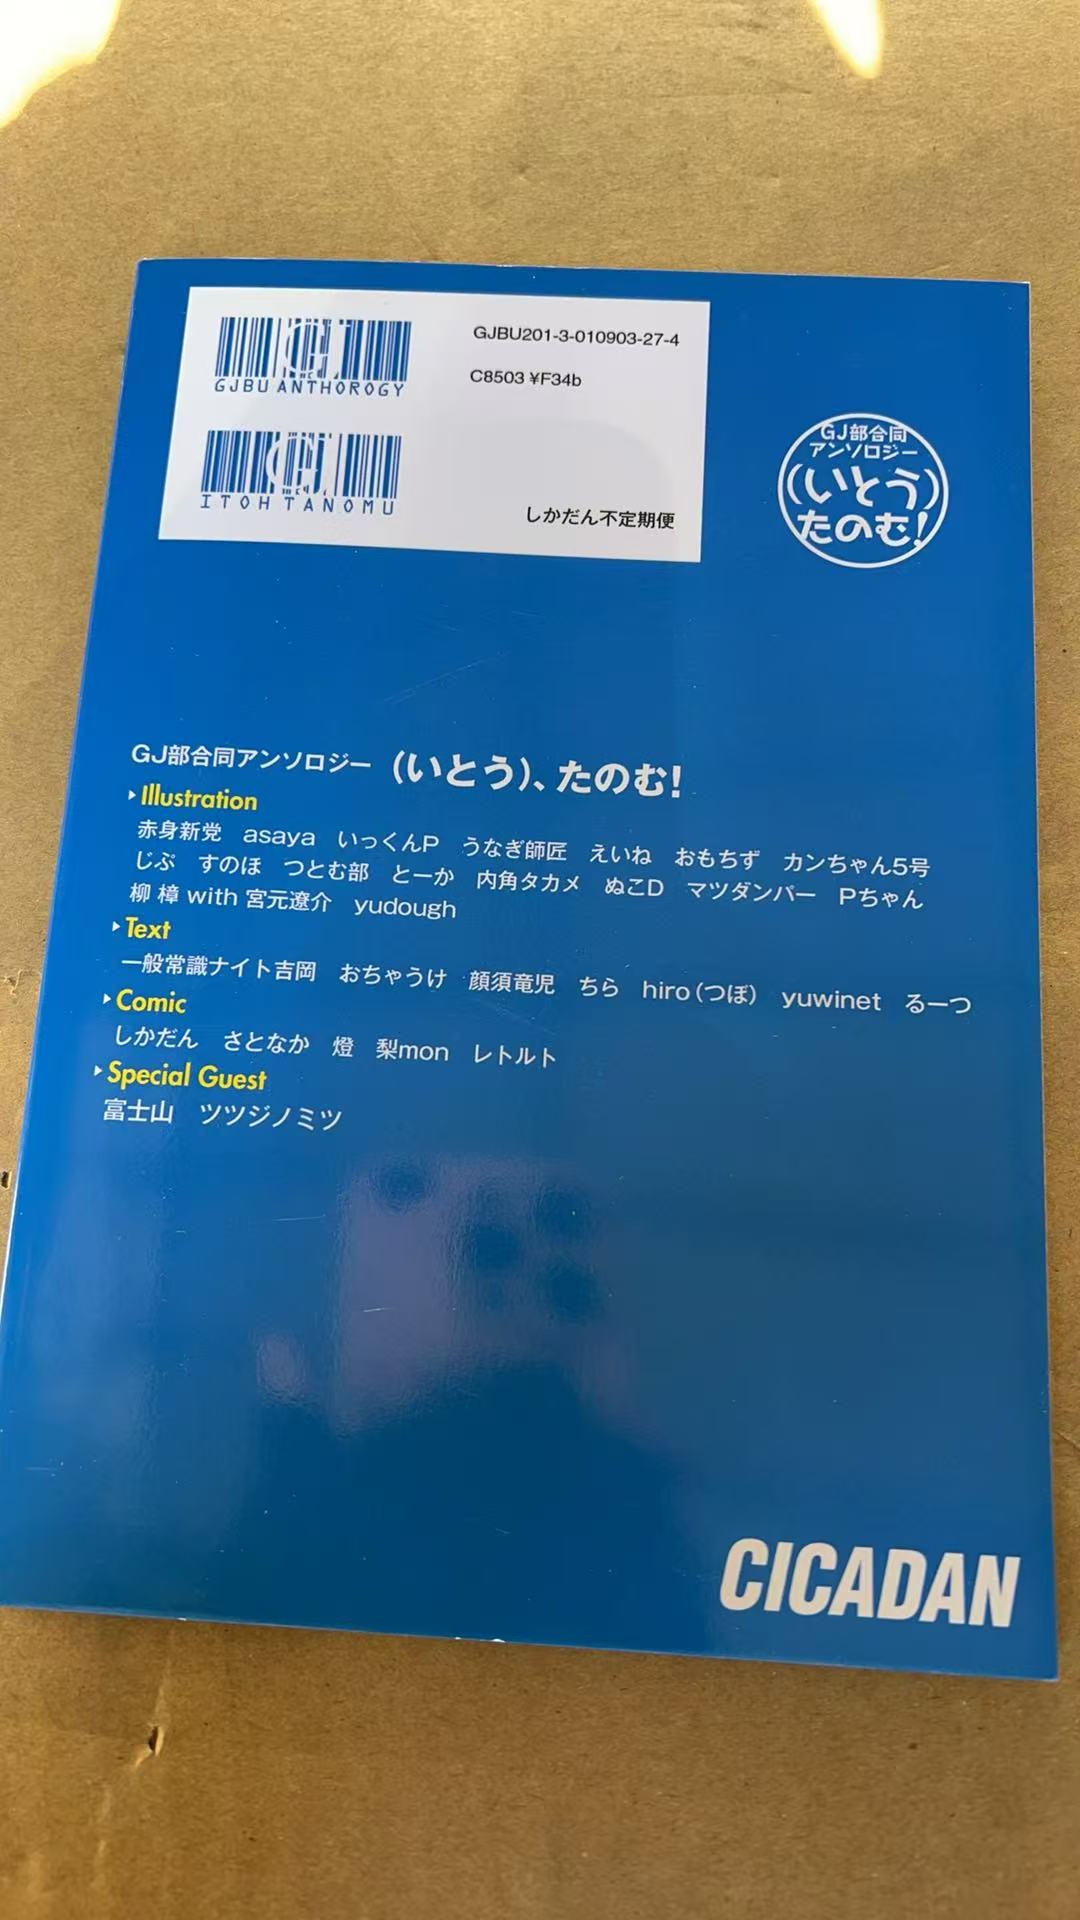 GJBU ANTHOROGY
GJBU201-3-010903-27-4
C8503 ¥F34b
ITOH TANOMU
しかだん不定期便
GJ部合同
アンソロジー
(いとう)
たのむ!
GJ部合同アンソロジー (いとう)、たのむ!
Illustration
赤身新党 asaya いっくんP うなぎ師匠 えいね おもちず カンちゃん5号
じぷ すのほ つとむ部 とーか 内角タカメ ぬこD マツダンパー Pちゃん
柳 樟 with 宮元遼介 yudough
Text
一般常識ナイト吉岡 おちゃうけ 顔須竜児 ちら hiro(つぼ) yuwinet るーつ
Comic
しかだん さとなか 燈 梨mon レトルト
Special Guest
富士山 ツツジノミツ
CICADAN